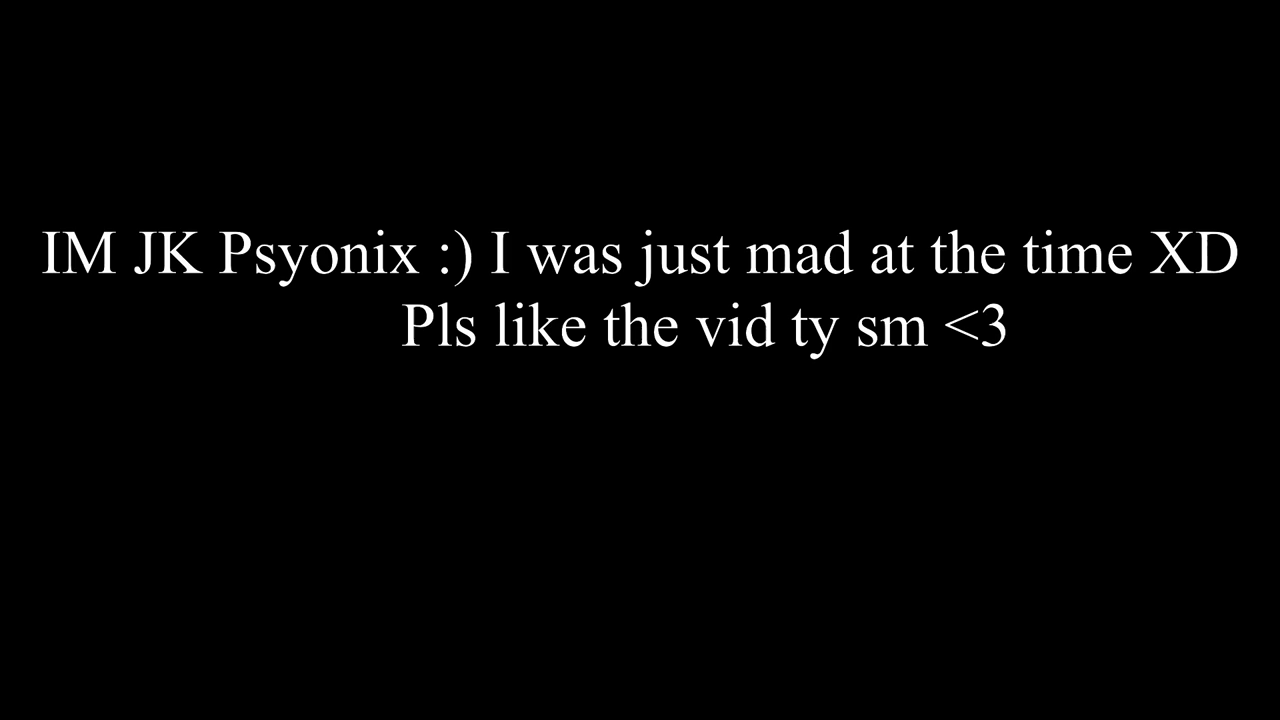 IM JK Psyonix :) I was just mad at the time XD
Pls like the vid ty sm <3